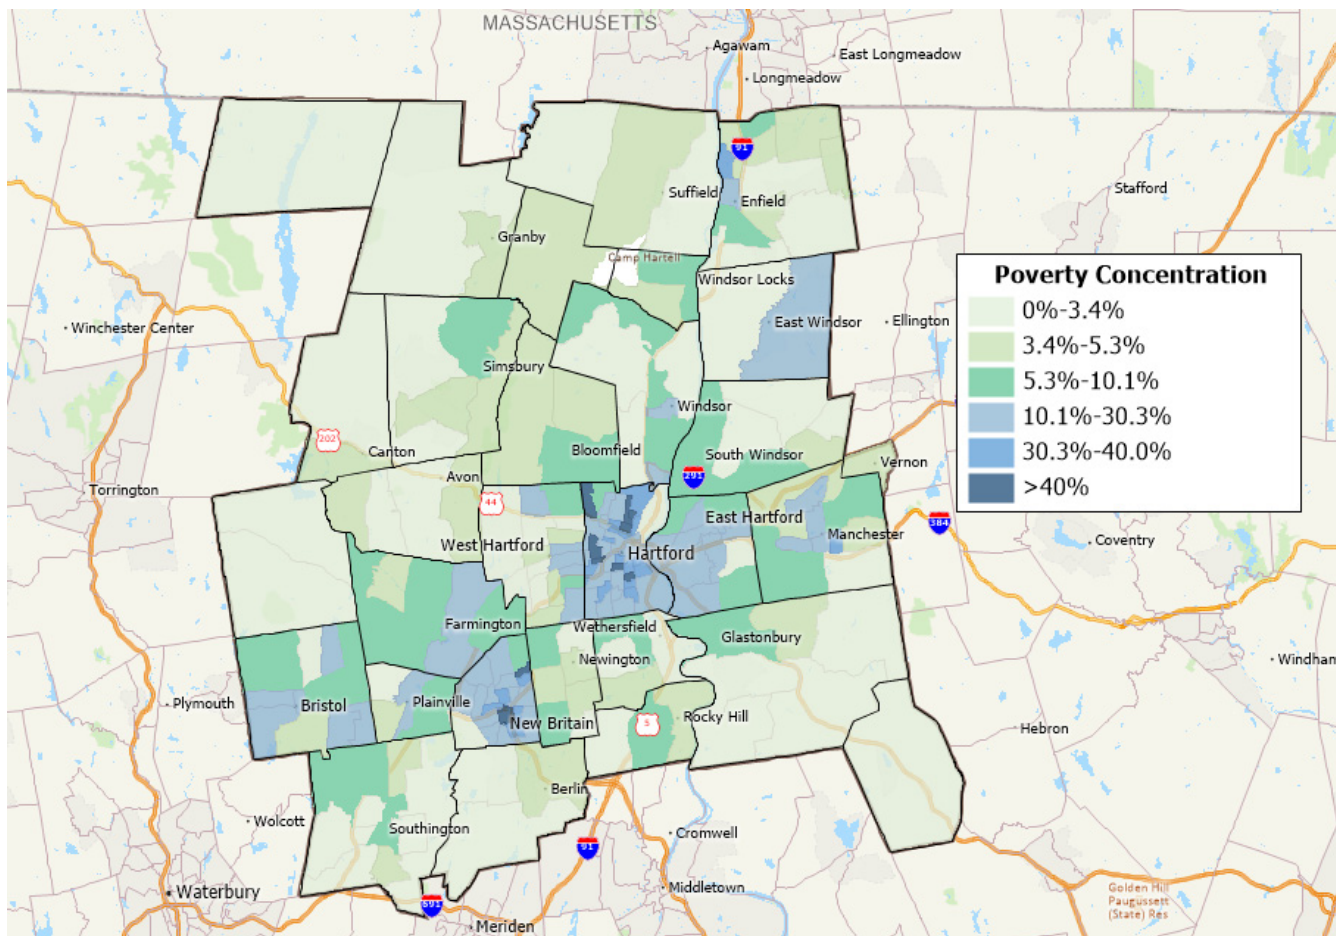 MASSACHUSETTS
Agawam
East Longmeadow
Longmeadow
91
Stafford
Suffield
Enfield
Granby
Camp Hartell
Windsor Locks
Poverty Concentration
0%-3.4%
3.4%-5.3%
5.3%-10.1%
10.1%-30.3%
30.3%-40.0%
>40%
Winchester Center
East Windsor
Ellington
Simsbury
Windsor
202
Canton
Bloomfield
South Windsor
Vernon
Avon
291
Torrington
44
East Hartford
384
West Hartford
Hartford
Manchester
Coventry
Farmington
Wethersfield
Glastonbury
Newington
Windham
Plymouth
Bristol
Plainville
New Britain
5
Rocky Hill
Hebron
Berlin
Wolcott
Southington
Cromwell
91
Waterbury
Middletown
Golden Hill
Paugussett
(State) Res
691
Meriden